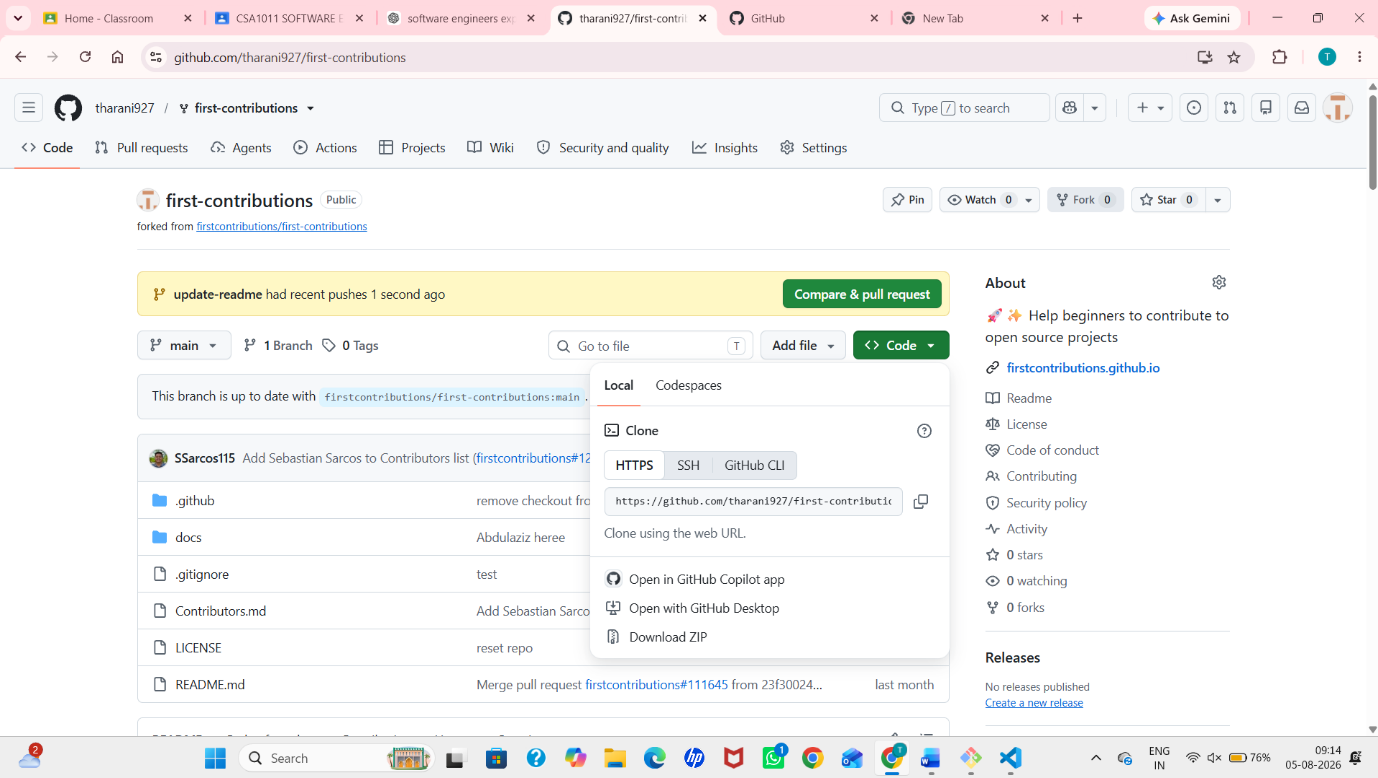 Home - Classroom
CSA1011 SOFTWARE E
software engineers exp
tharani927/first-contrib
GitHub
New Tab
Ask Gemini
github.com/tharani927/first-contributions
T
tharani927 / first-contributions
Type / to search
Code
Pull requests
Agents
Actions
Projects
Wiki
Security and quality
Insights
Settings
first-contributions Public
Pin
Watch 0
Fork 0
Star 0
forked from firstcontributions/first-contributions
update-readme had recent pushes 1 second ago
Compare & pull request
main
1 Branch
0 Tags
Go to file T
Add file
Code
This branch is up to date with firstcontributions/first-contributions:main .
SSarcos115 Add Sebastian Sarcos to Contributors list (firstcontributions#12
.github remove checkout fro
docs Abdulaziz heree
.gitignore test
Contributors.md Add Sebastian Sarco
LICENSE reset repo
README.md Merge pull request firstcontributions#111645 from 23f30024... last month
Local
Codespaces
Clone
HTTPS
SSH
GitHub CLI
https://github.com/tharani927/first-contributio
Clone using the web URL.
Open in GitHub Copilot app
Open with GitHub Desktop
Download ZIP
About
🚀 ✨ Help beginners to contribute to
open source projects
firstcontributions.github.io
Readme
License
Code of conduct
Contributing
Security policy
Activity
0 stars
0 watching
0 forks
Releases
No releases published
Create a new release
2
Search
hp
1
T
ENG
IN
76%
09:14
05-08-2026